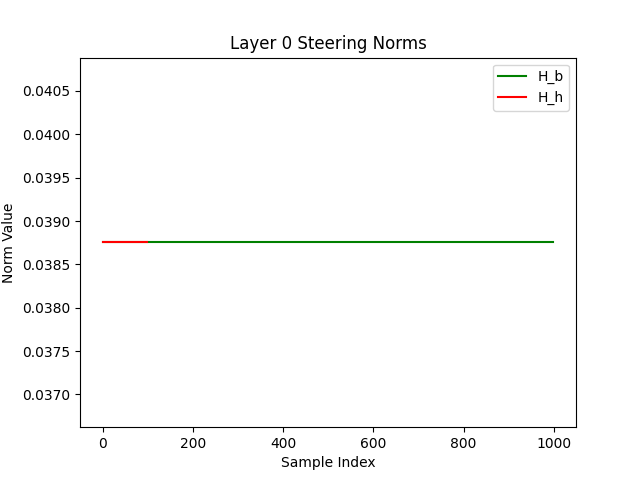 Layer 0 Steering Norms
H_b
H_h
0.0405
0.0400
0.0395
0.0390
0.0385
0.0380
0.0375
0.0370
Norm Value
0 200 400 600 800 1000
Sample Index